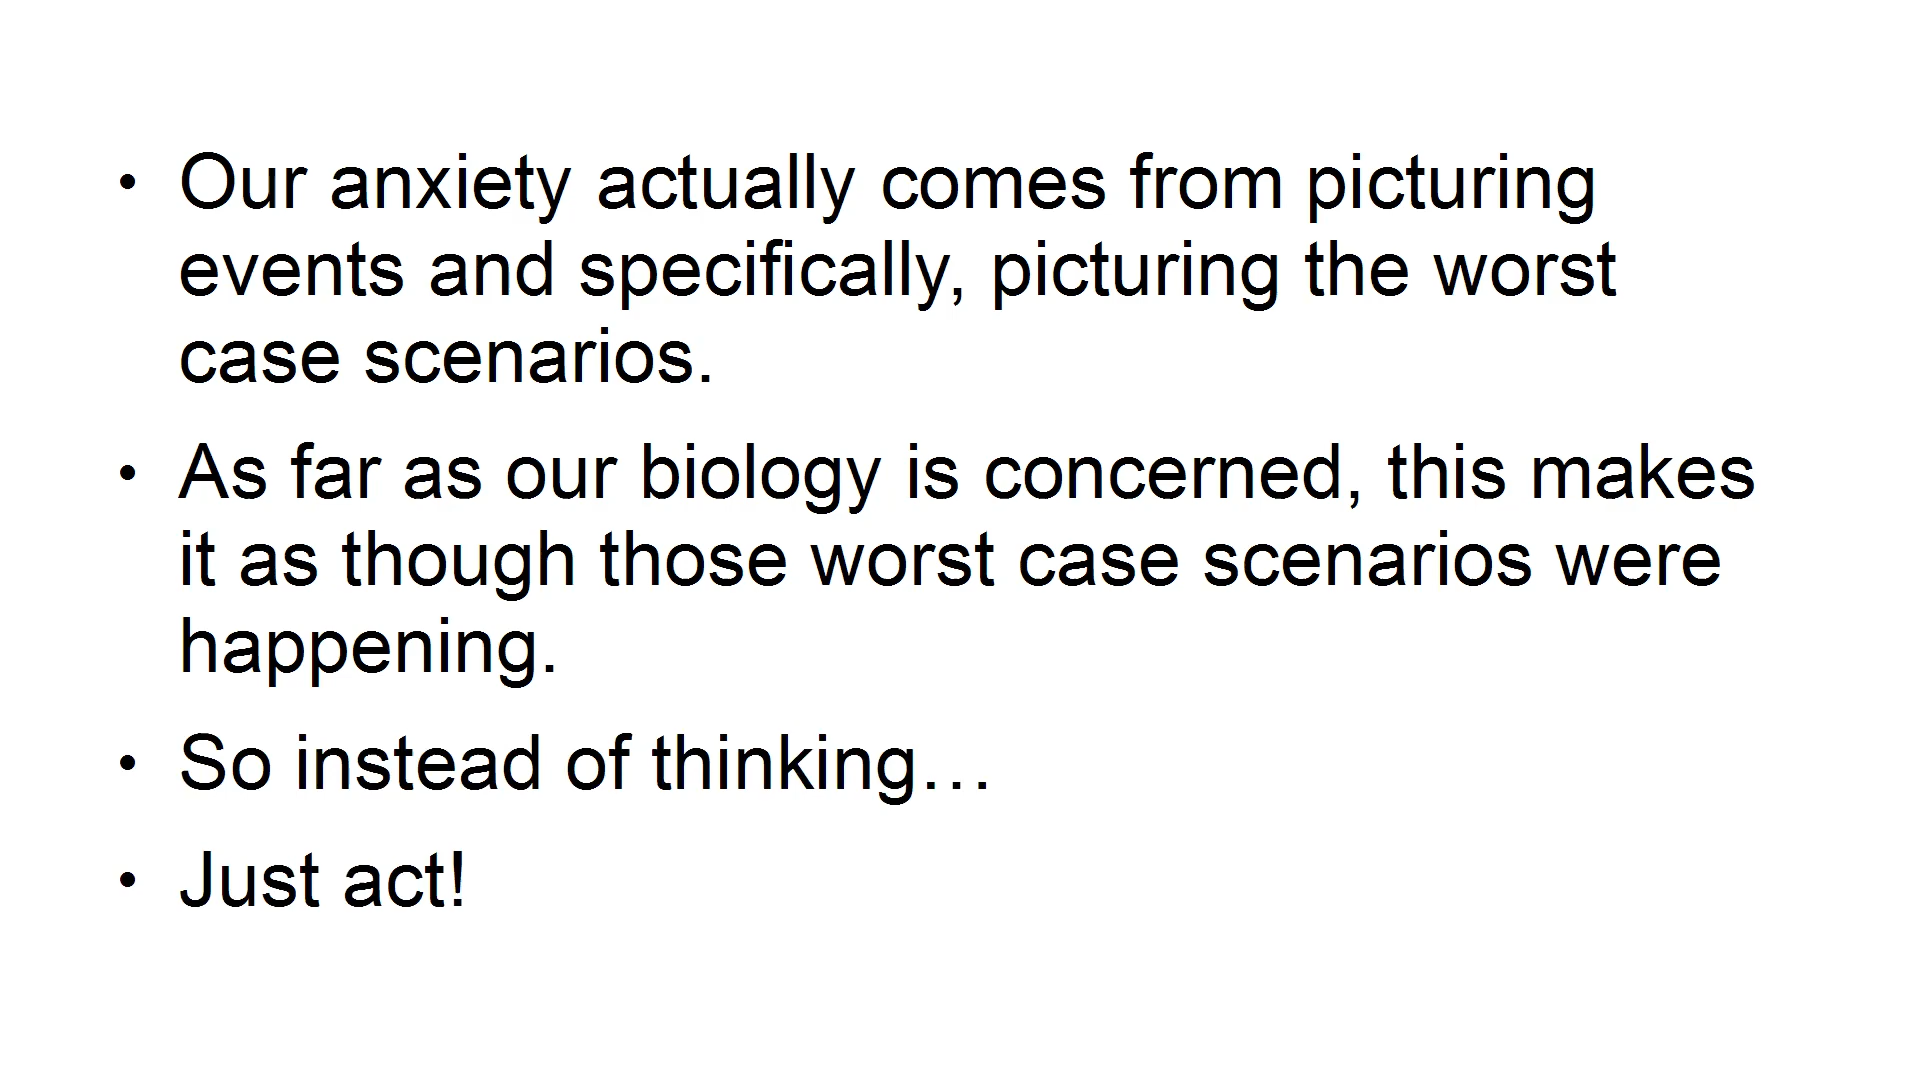 • Our anxiety actually comes from picturing
events and specifically, picturing the worst
case scenarios.
• As far as our biology is concerned, this makes
it as though those worst case scenarios were
happening.
• So instead of thinking…
• Just act!